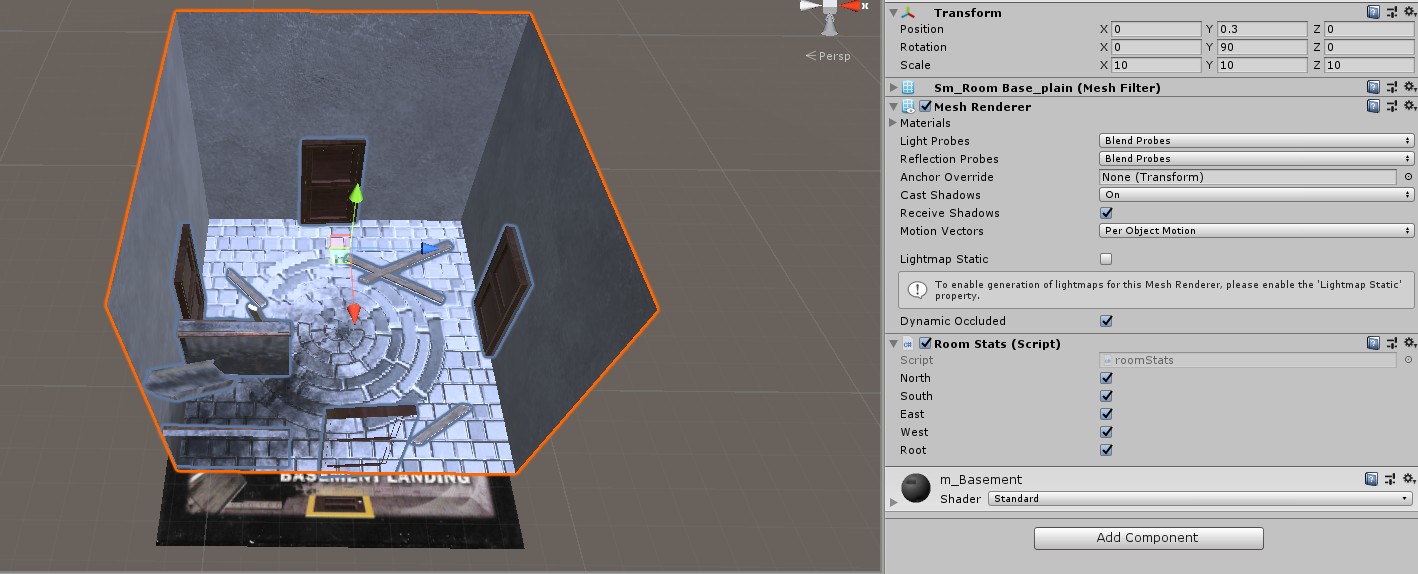 x
Persp
BASEMENT LANDING
Transform
Position X 0 Y 0.3 Z 0
Rotation X 0 Y 90 Z 0
Scale X 10 Y 10 Z 10
Sm_Room Base_plain (Mesh Filter)
Mesh Renderer
Materials
Light Probes Blend Probes
Reflection Probes Blend Probes
Anchor Override None (Transform)
Cast Shadows On
Receive Shadows
Motion Vectors Per Object Motion
Lightmap Static
To enable generation of lightmaps for this Mesh Renderer, please enable the 'Lightmap Static'
property.
Dynamic Occluded
C# Room Stats (Script)
Script roomStats
North
South
East
West
Root
m_Basement
Shader Standard
Add Component